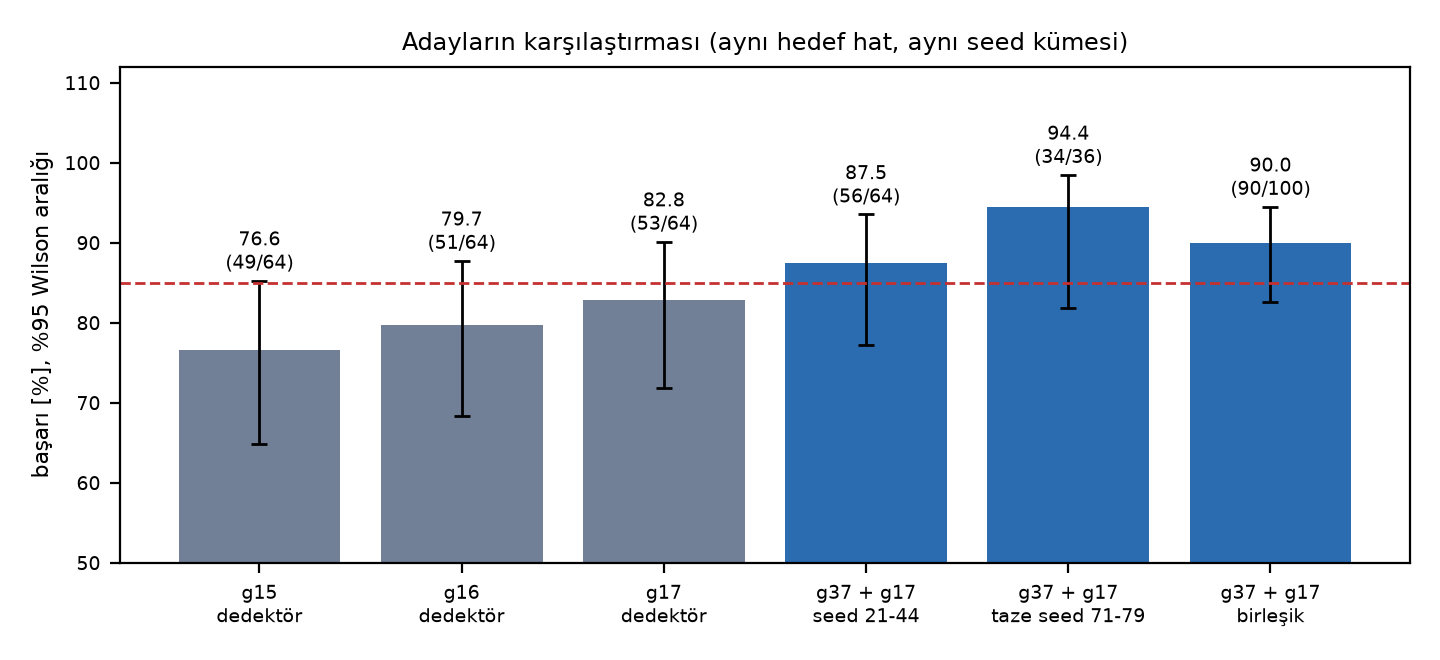 Adayların karşılaştırması (aynı hedef hat, aynı seed kümesi)
başarı [%], %95 Wilson aralığı
110
100
90
80
70
60
50
76.6
(49/64)
79.7
(51/64)
82.8
(53/64)
87.5
(56/64)
94.4
(34/36)
90.0
(90/100)
g15
dedektör
g16
dedektör
g17
dedektör
g37 + g17
seed 21-44
g37 + g17
taze seed 71-79
g37 + g17
birleşik